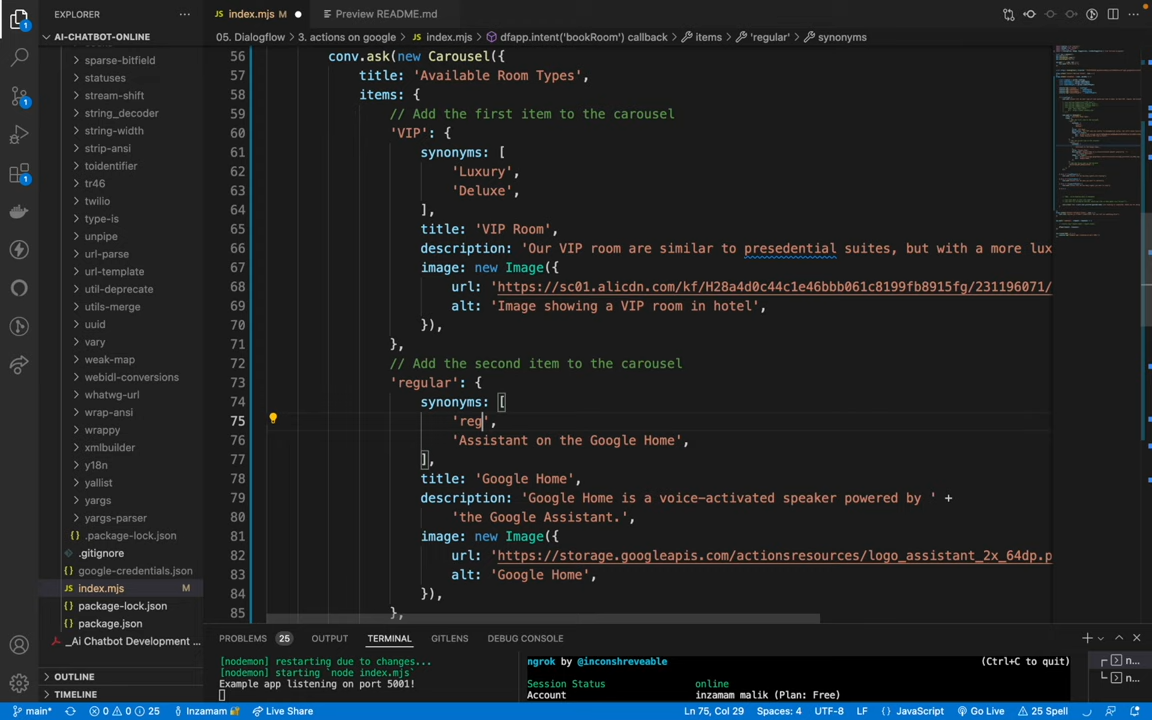 EXPLORER
index.mjs M
Preview README.md
AI-CHATBOT-ONLINE
05. Dialogflow > 3. actions on google > JS index.mjs > dfapp.intent('bookRoom') callback > items > 'regular' > synonyms
sparse-bitfield
statuses
stream-shift
string_decoder
string-width
strip-ansi
toidentifier
tr46
twilio
type-is
unpipe
url-parse
url-template
url-deprecate
utils-merge
uuid
vary
weak-map
webidl-conversions
whatwg-url
wrap-ansi
wrappy
xmlbuilder
y18n
yallist
yargs
yargs-parser
.package-lock.json
.gitignore
google-credentials.json
JS index.mjs M
package-lock.json
package.json
_Ai Chatbot Development ...
OUTLINE
TIMELINE
56 conv.ask(new Carousel({
57 title: 'Available Room Types',
58 items: {
59 // Add the first item to the carousel
60 'VIP': {
61 synonyms: [
62 'Luxury',
63 'Deluxe',
64 ],
65 title: 'VIP Room',
66 description: 'Our VIP room are similar to presedential suites, but with a more lux
67 image: new Image({
68 url: 'https://sc01.alicdn.com/kf/H28a4d0c44c1e46bbb061c8199fb8915fg/231196071/
69 alt: 'Image showing a VIP room in hotel',
70 }),
71 },
72 // Add the second item to the carousel
73 'regular': {
74 synonyms: [
75 'reg',
76 'Assistant on the Google Home',
77 ],
78 title: 'Google Home',
79 description: 'Google Home is a voice-activated speaker powered by ' +
80 'the Google Assistant.',
81 image: new Image({
82 url: 'https://storage.googleapis.com/actionsresources/logo_assistant_2x_64dp.p
83 alt: 'Google Home',
84 }),
85 },
PROBLEMS 25 OUTPUT TERMINAL GITLENS DEBUG CONSOLE
[nodemon] restarting due to changes...
[nodemon] starting `node index.mjs`
Example app listening on port 5001!
ngrok by @inconshreveable (Ctrl+C to quit)
Session Status online
Account inzamam malik (Plan: Free)
n...
n...
main* 0 0 25 Inzamam Live Share Ln 75, Col 29 Spaces: 4 UTF-8 LF JavaScript Go Live 25 Spell